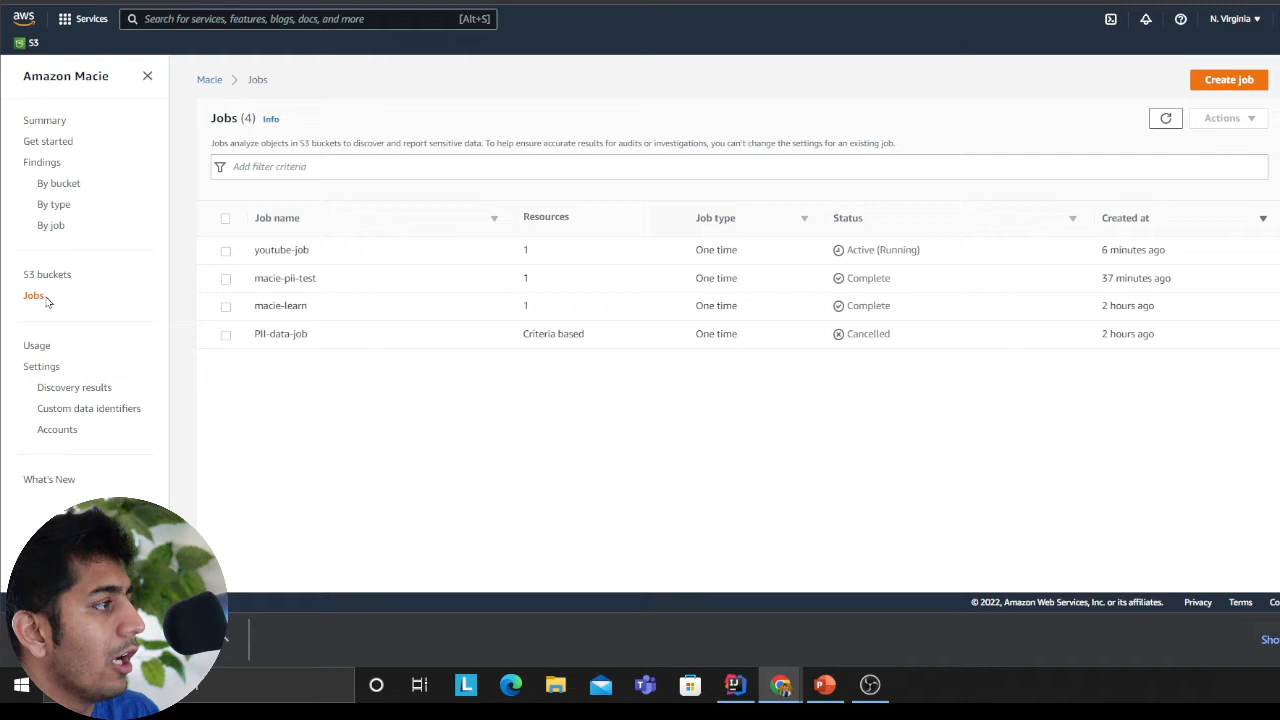 aws
Services
Search for services, features, blogs, docs, and more
[Alt+S]
N. Virginia
S3
Amazon Macie
Summary
Get started
Findings
By bucket
By type
By job
S3 buckets
Jobs
Usage
Settings
Discovery results
Custom data identifiers
Accounts
What's New
Macie
Jobs
Create job
Jobs (4) Info
Actions
Jobs analyze objects in S3 buckets to discover and report sensitive data. To help ensure accurate results for audits or investigations, you can't change the settings for an existing job.
Add filter criteria
Job name Resources Job type Status Created at
youtube-job 1 One time Active (Running) 6 minutes ago
macie-pii-test 1 One time Complete 37 minutes ago
macie-learn 1 One time Complete 2 hours ago
PII-data-job Criteria based One time Cancelled 2 hours ago
© 2022, Amazon Web Services, Inc. or its affiliates. Privacy Terms Co
Sho